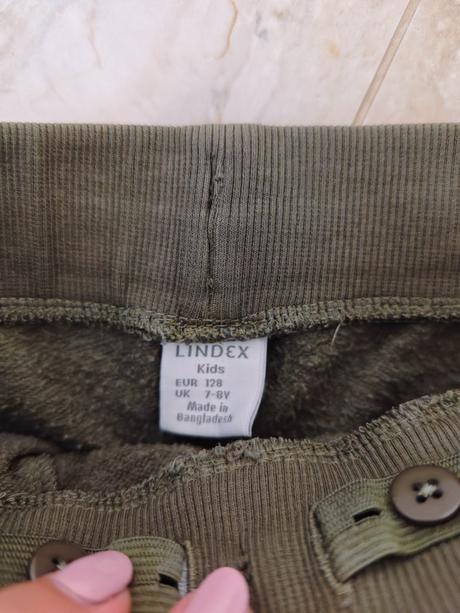 LINDEX
Kids
EUR 128
UK 7-8Y
Made in
Bangladesh